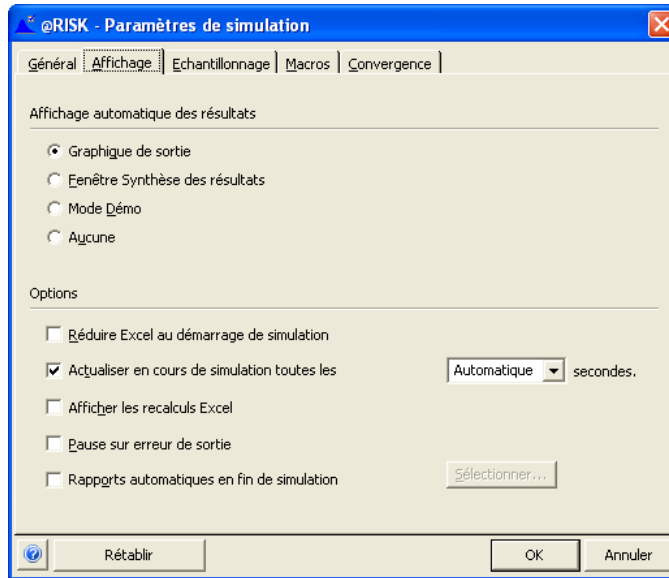 @RISK - Paramètres de simulation
Général Affichage Echantillonnage Macros Convergence
Affichage automatique des résultats
Graphique de sortie
Fenêtre Synthèse des résultats
Mode Démo
Aucune
Options
Réduire Excel au démarrage de simulation
Actualiser en cours de simulation toutes les Automatique secondes.
Afficher les recalculs Excel
Pause sur erreur de sortie
Rapports automatiques en fin de simulation Sélectionner...
Rétablir OK Annuler